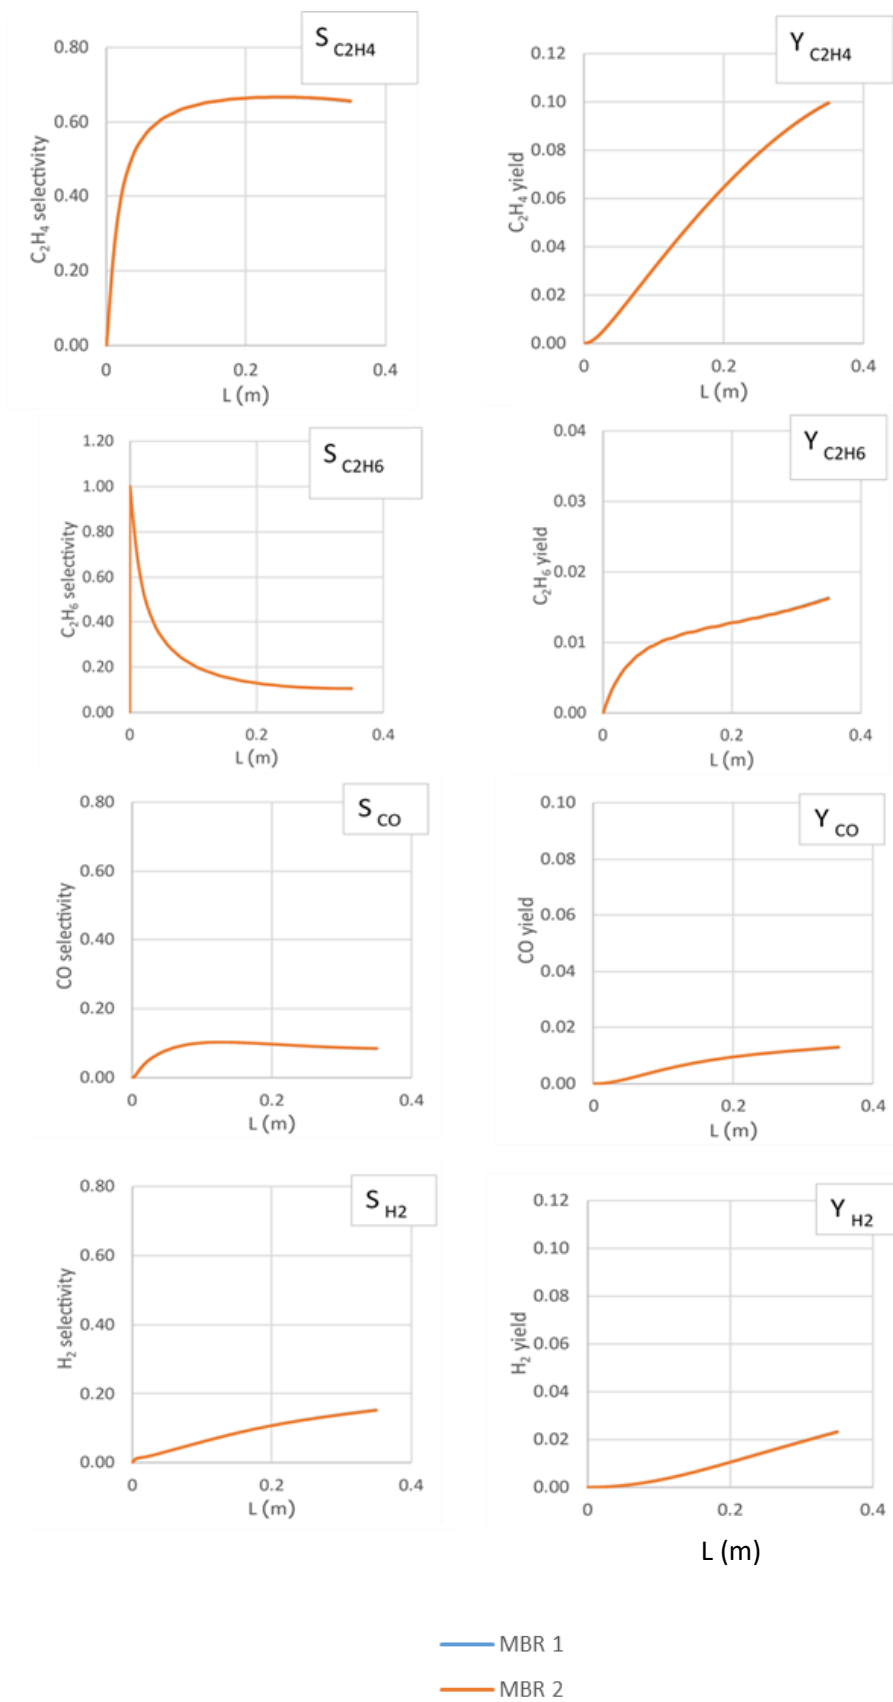 S C2H4
0.80
0.60
0.40
0.20
0.00
C2H4 selectivity
0 0.2 0.4
L (m)
Y C2H4
0.12
0.10
0.08
0.06
0.04
0.02
0.00
C2H4 yield
0 0.2 0.4
L (m)
S C2H6
1.20
1.00
0.80
0.60
0.40
0.20
0.00
C2H6 selectivity
0 0.2 0.4
L (m)
Y C2H6
0.04
0.03
0.02
0.01
0.00
C2H6 yield
0 0.2 0.4
L (m)
S CO
0.80
0.60
0.40
0.20
0.00
CO selectivity
0 0.2 0.4
L (m)
Y CO
0.10
0.08
0.06
0.04
0.02
0.00
CO yield
0 0.2 0.4
L (m)
S H2
0.80
0.60
0.40
0.20
0.00
H2 selectivity
0 0.2 0.4
L (m)
Y H2
0.12
0.10
0.08
0.06
0.04
0.02
0.00
H2 yield
0 0.2 0.4
L (m)
MBR 1
MBR 2